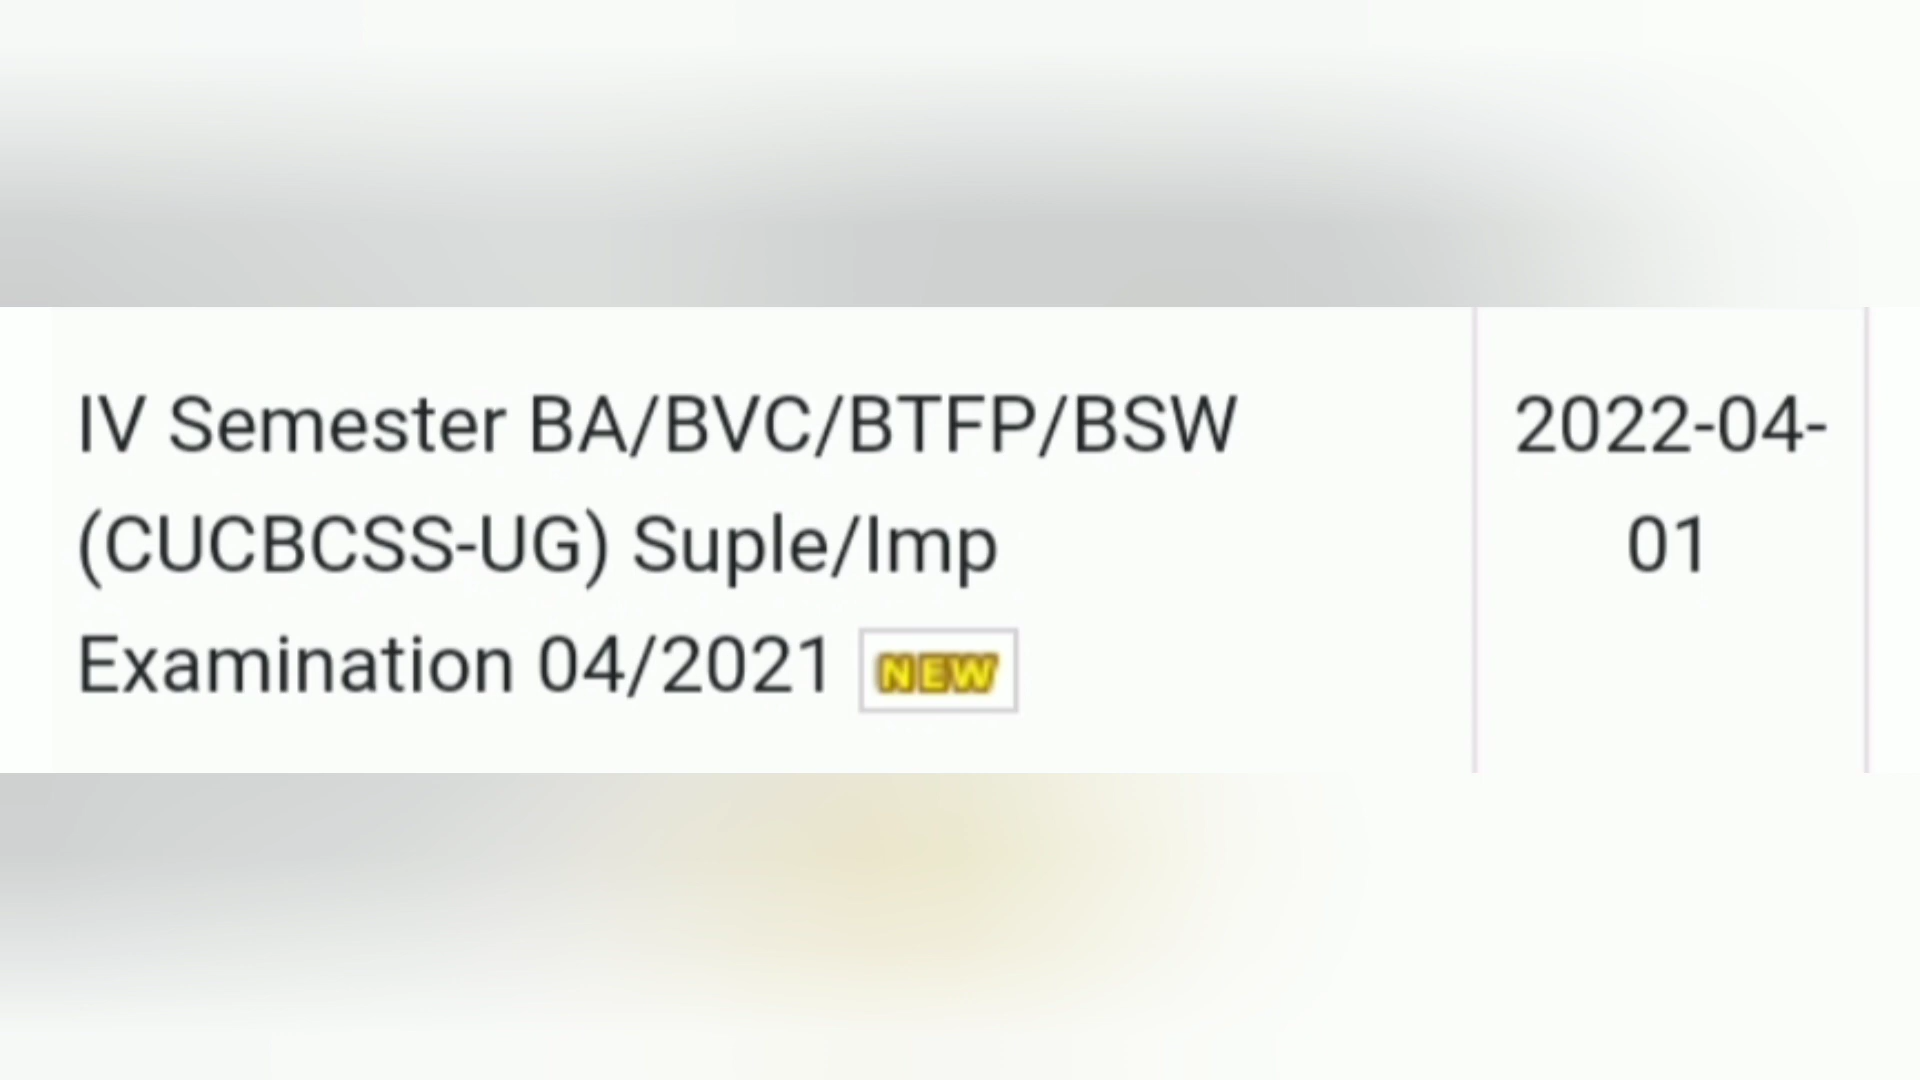 IV Semester BA/BVC/BTFP/BSW
(CUCBCSS-UG) Suple/Imp
Examination 04/2021 NEW
2022-04-
01